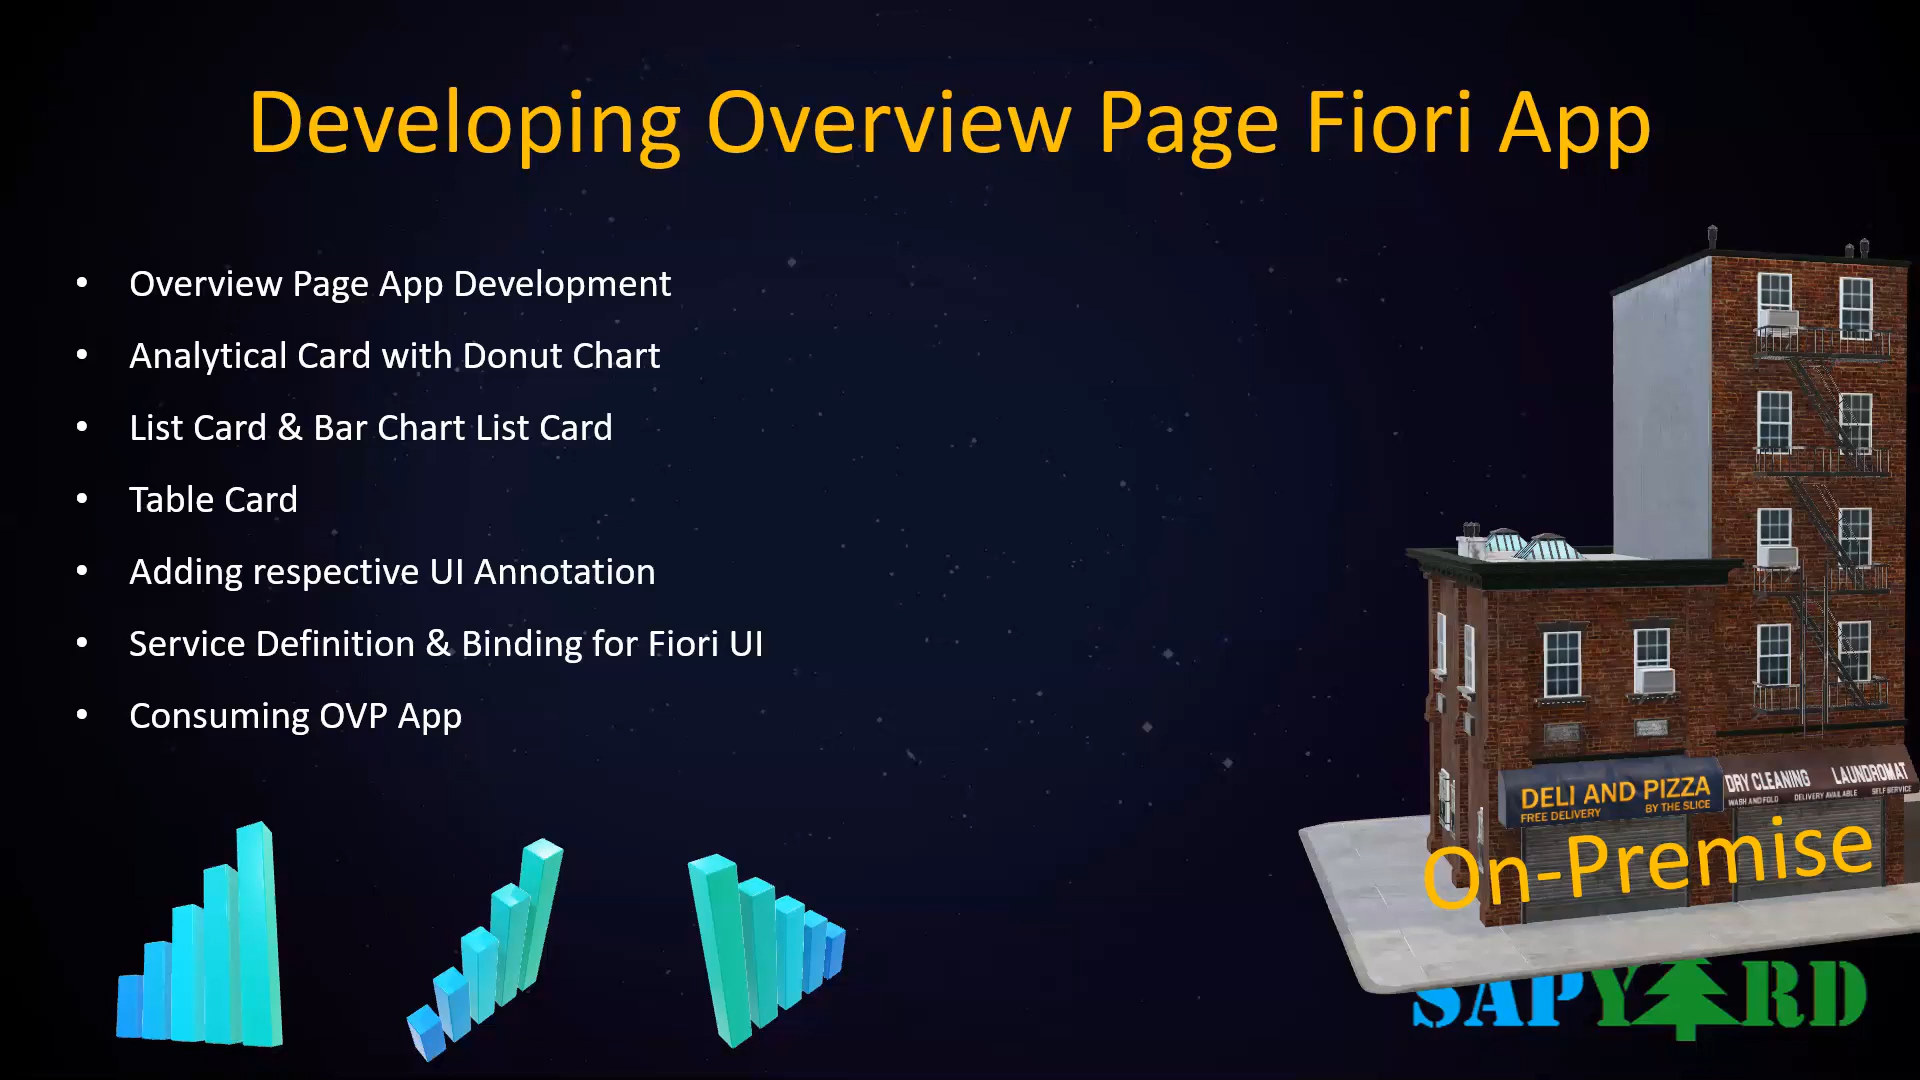 Developing Overview Page Fiori App
• Overview Page App Development
• Analytical Card with Donut Chart
• List Card & Bar Chart List Card
• Table Card
• Adding respective UI Annotation
• Service Definition & Binding for Fiori UI
• Consuming OVP App
DELI AND PIZZA
FREE DELIVERY BY THE SLICE
DRY CLEANING LAUNDROMAT
WASH AND FOLD DELIVERY AVAILABLE SELF SERVICE
On-Premise
SAPYARD